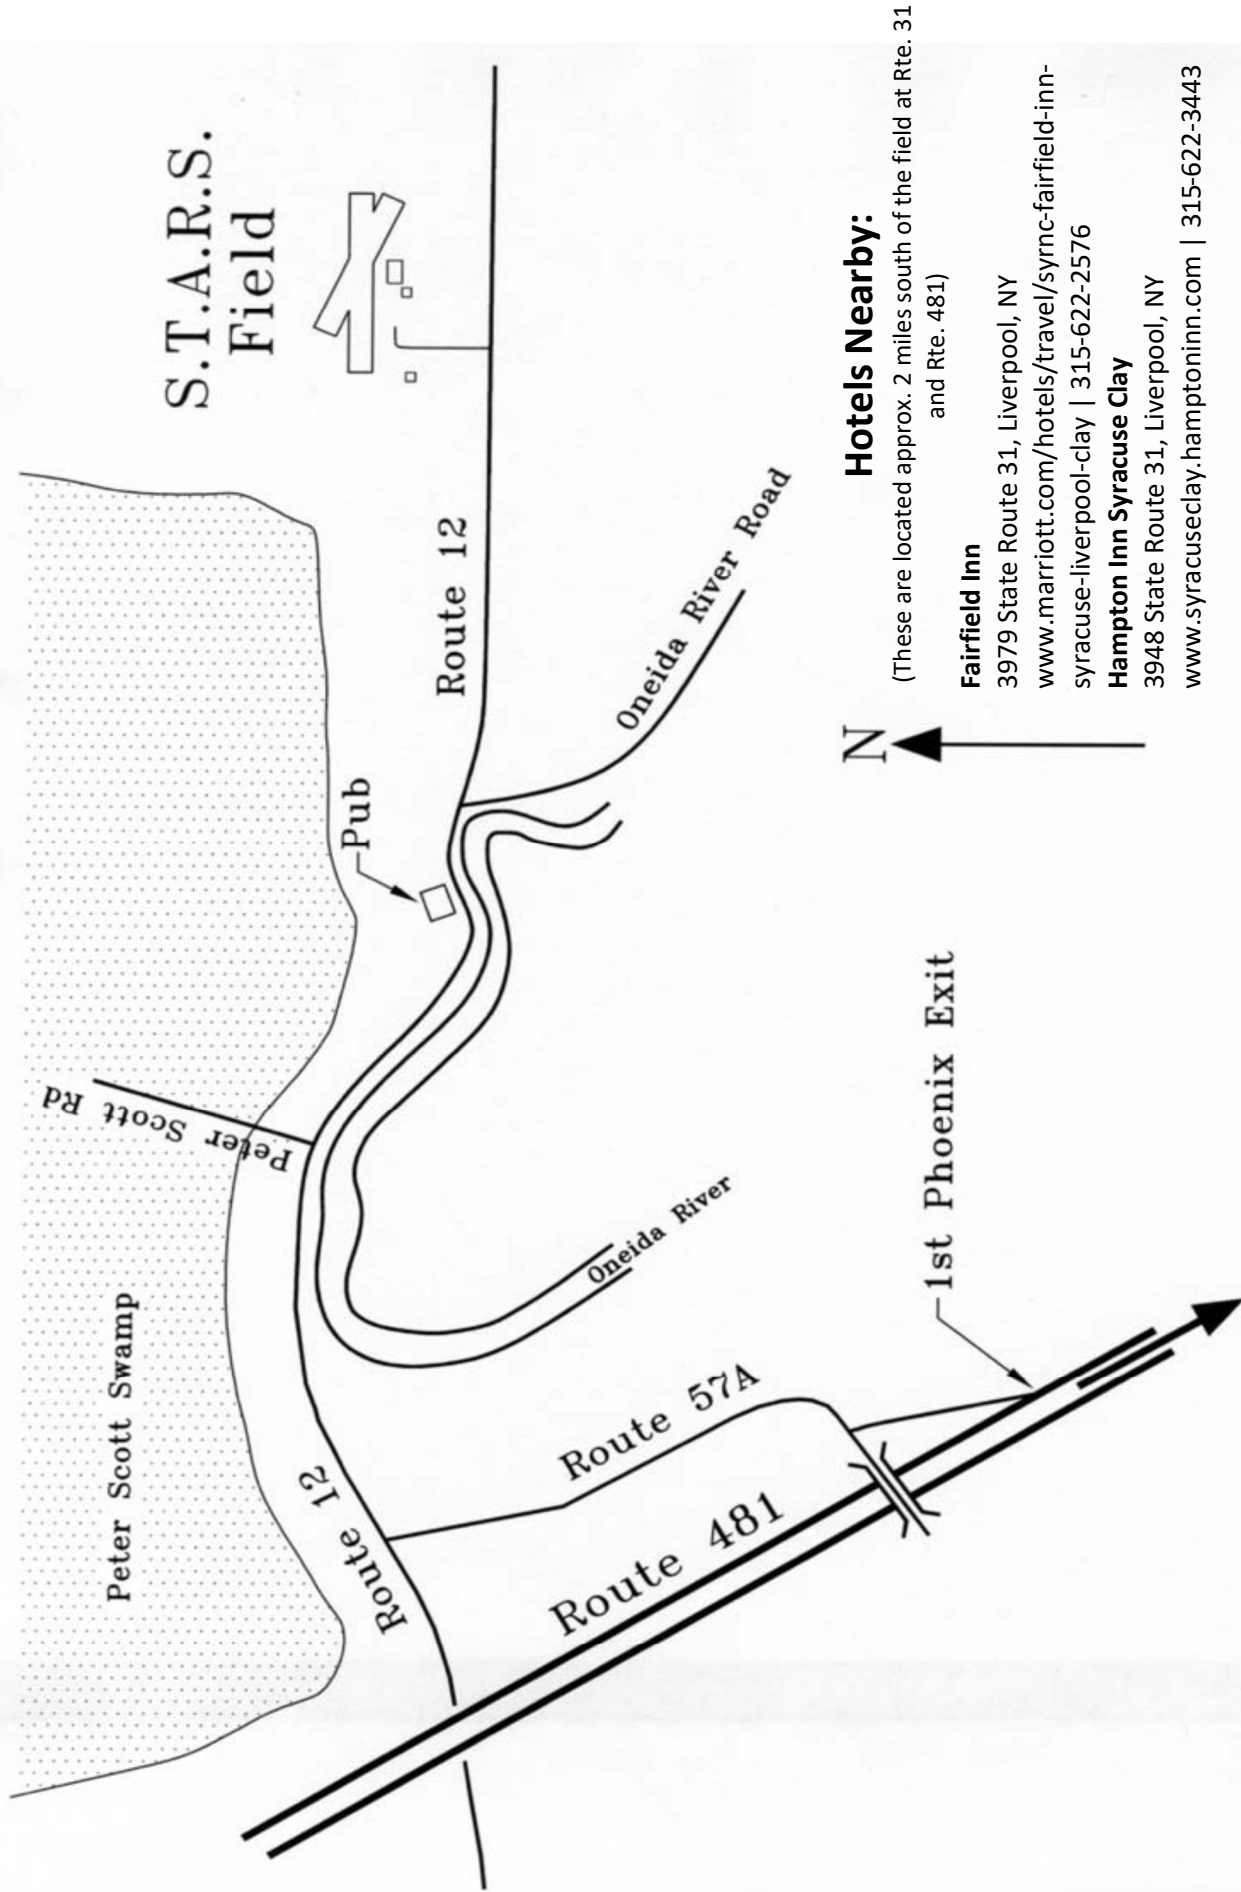 S.T.A.R.S.
Field
Peter Scott Swamp
Peter Scott Rd
Pub
Route 12
Route 12
Oneida River Road
Oneida River
Route 57A
Route 481
1st Phoenix Exit
N
Hotels Nearby:
(These are located approx. 2 miles south of the field at Rte. 31
and Rte. 481)
Fairfield Inn
3979 State Route 31, Liverpool, NY
www.marriott.com/hotels/travel/syrnc-fairfield-inn-
syracuse-liverpool-clay | 315-622-2576
Hampton Inn Syracuse Clay
3948 State Route 31, Liverpool, NY
www.syracuseclay.hamptoninn.com | 315-622-3443